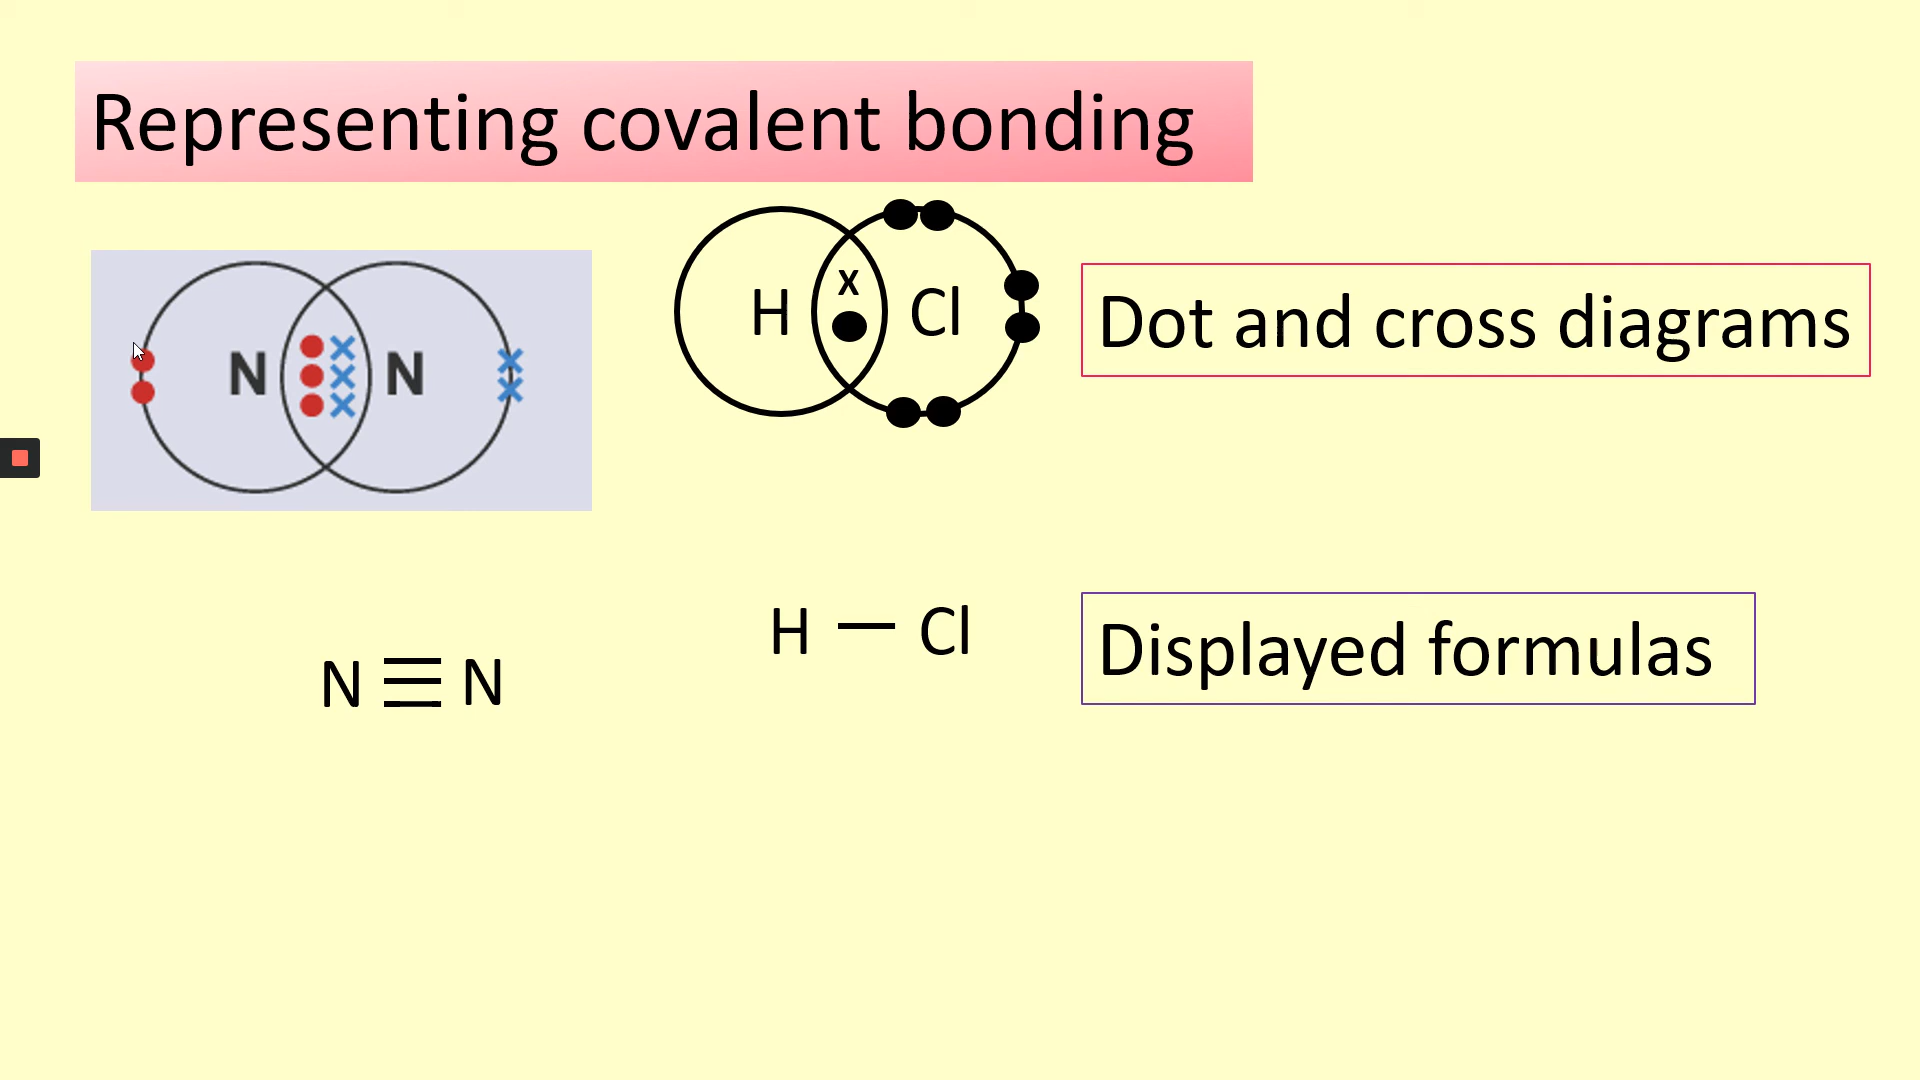 Representing covalent bonding
N N
H x Cl
Dot and cross diagrams
H — Cl
Displayed formulas
N ≡ N